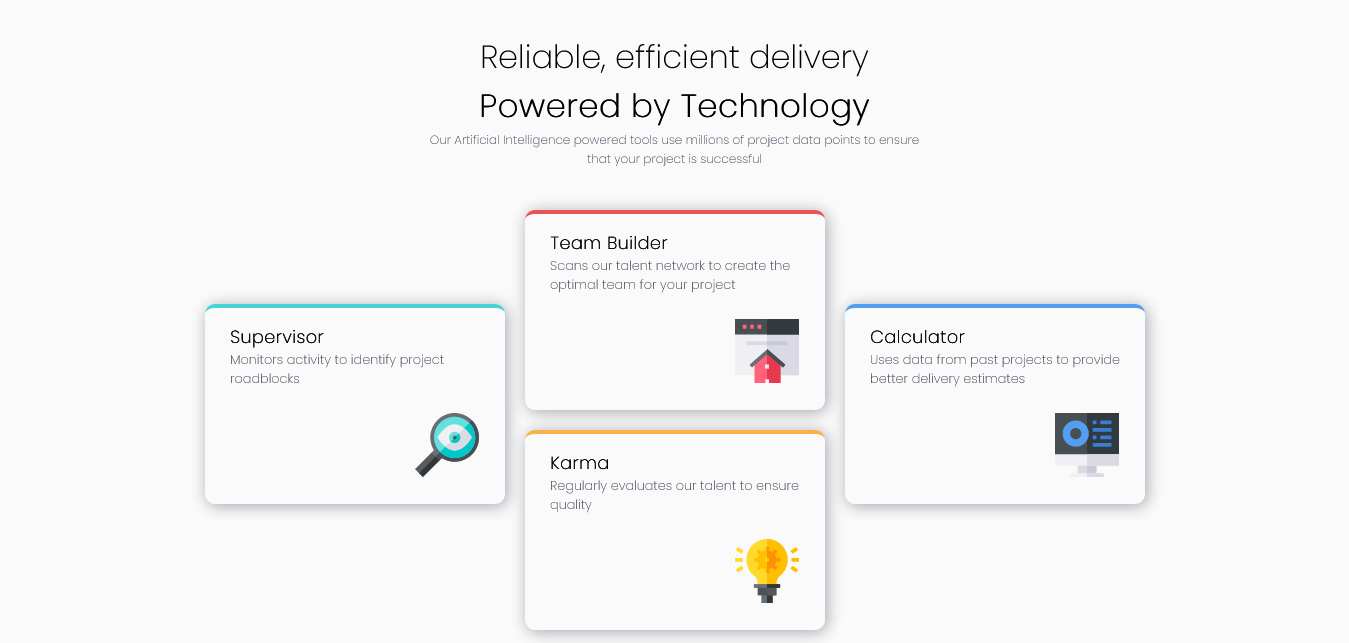 Reliable, efficient delivery
Powered by Technology
Our Artificial Intelligence powered tools use millions of project data points to ensure
that your project is successful
Supervisor
Monitors activity to identify project
roadblocks
Team Builder
Scans our talent network to create the
optimal team for your project
Karma
Regularly evaluates our talent to ensure
quality
Calculator
Uses data from past projects to provide
better delivery estimates